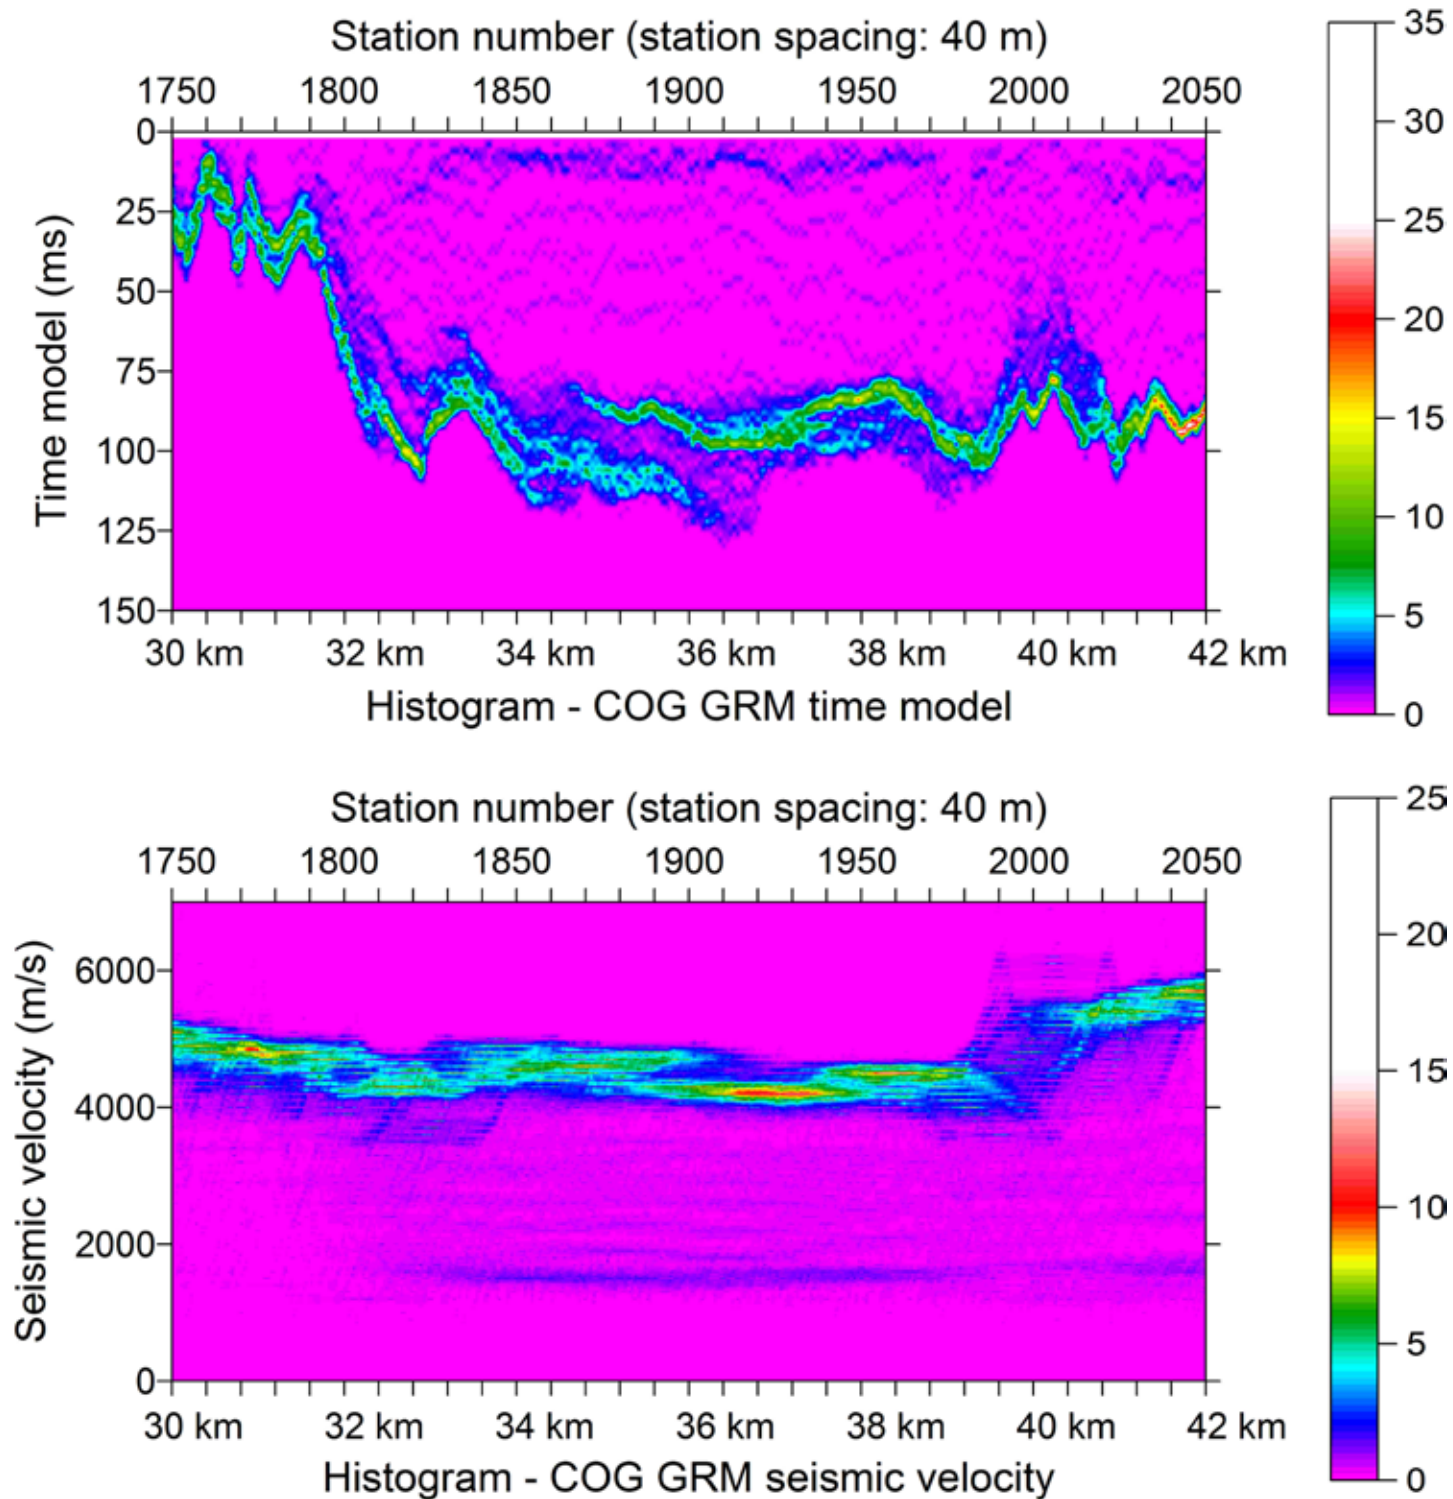 Station number (station spacing: 40 m)
1750 1800 1850 1900 1950 2000 2050
Time model (ms)
0
25
50
75
100
125
150
30 km 32 km 34 km 36 km 38 km 40 km 42 km
Histogram - COG GRM time model
35
30
25
20
15
10
5
0
Station number (station spacing: 40 m)
1750 1800 1850 1900 1950 2000 2050
Seismic velocity (m/s)
6000
4000
2000
0
30 km 32 km 34 km 36 km 38 km 40 km 42 km
Histogram - COG GRM seismic velocity
25
20
15
10
5
0